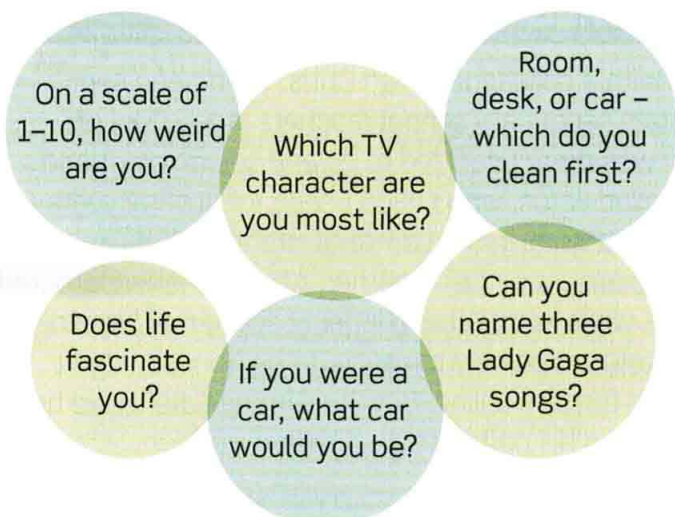 On a scale of
1–10, how weird
are you?
Which TV
character are
you most like?
Room,
desk, or car –
which do you
clean first?
Does life
fascinate
you?
If you were a
car, what car
would you be?
Can you
name three
Lady Gaga
songs?